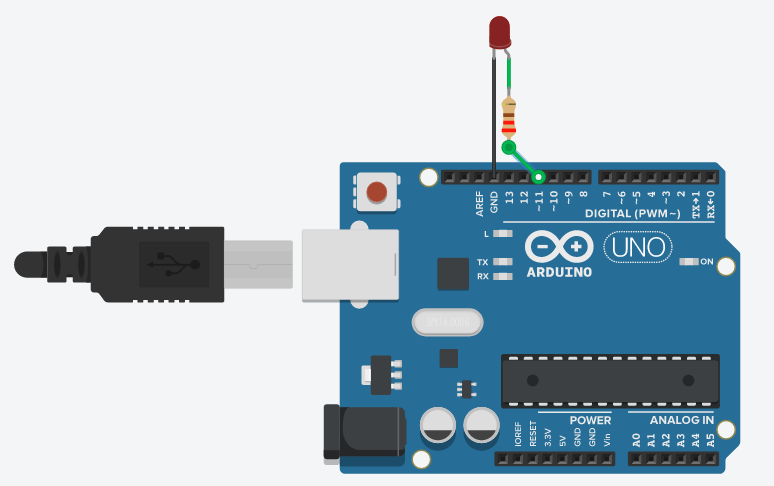 AREF
GND
13
12
~11
~10
~9
8
7
~6
~5
4
~3
2
TX→1
RX←0
DIGITAL (PWM~)
L
TX
RX
ARDUINO
UNO
ON
IOREF
RESET
3.3V
5V
GND
GND
Vin
POWER
ANALOG IN
A0
A1
A2
A3
A4
A5